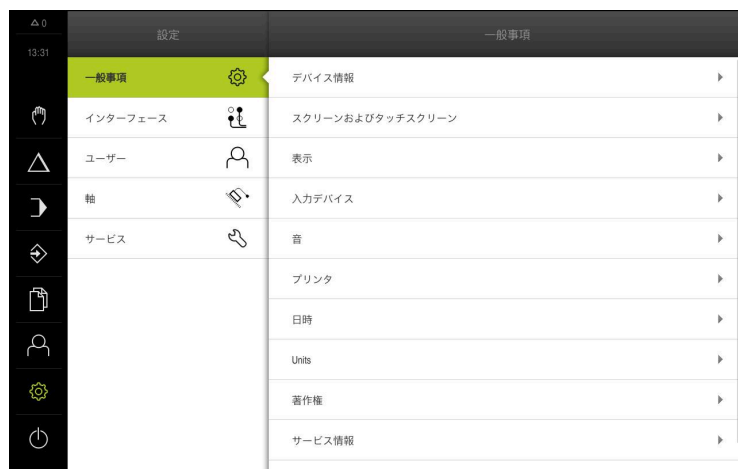 0
13:31
設定
一般事項
一般事項
インターフェース
ユーザー
軸
サービス
デバイス情報
スクリーンおよびタッチスクリーン
表示
入力デバイス
音
プリンタ
日時
Units
著作権
サービス情報